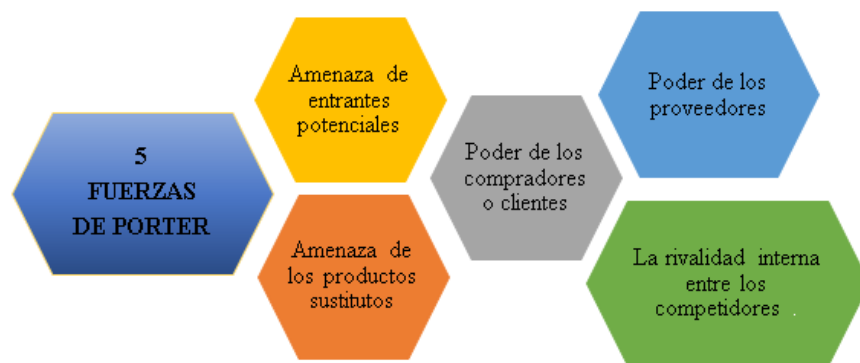 5
FUERZAS
DE PORTER
Amenaza de
entrantes
potenciales
Amenaza de
los productos
sustitutos
Poder de los
compradores
o clientes
Poder de los
proveedores
La rivalidad interna
entre los
competidores .